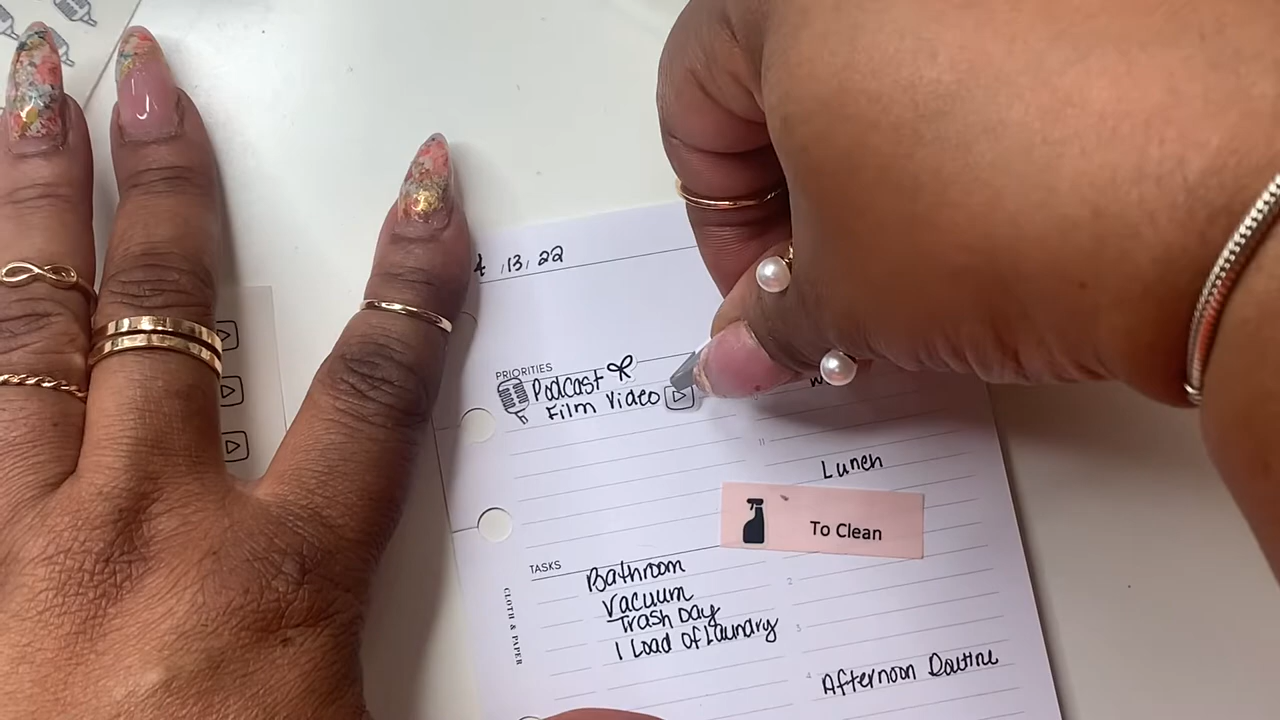 4, 13, 22
PRIORITIES
Podcast
Film Video
11
Lunch
To Clean
TASKS
Bathroom
Vacuum
Trash Day
1 Load of Laundry
2
3
4
Afternoon Routine
CLOTH & PAPER